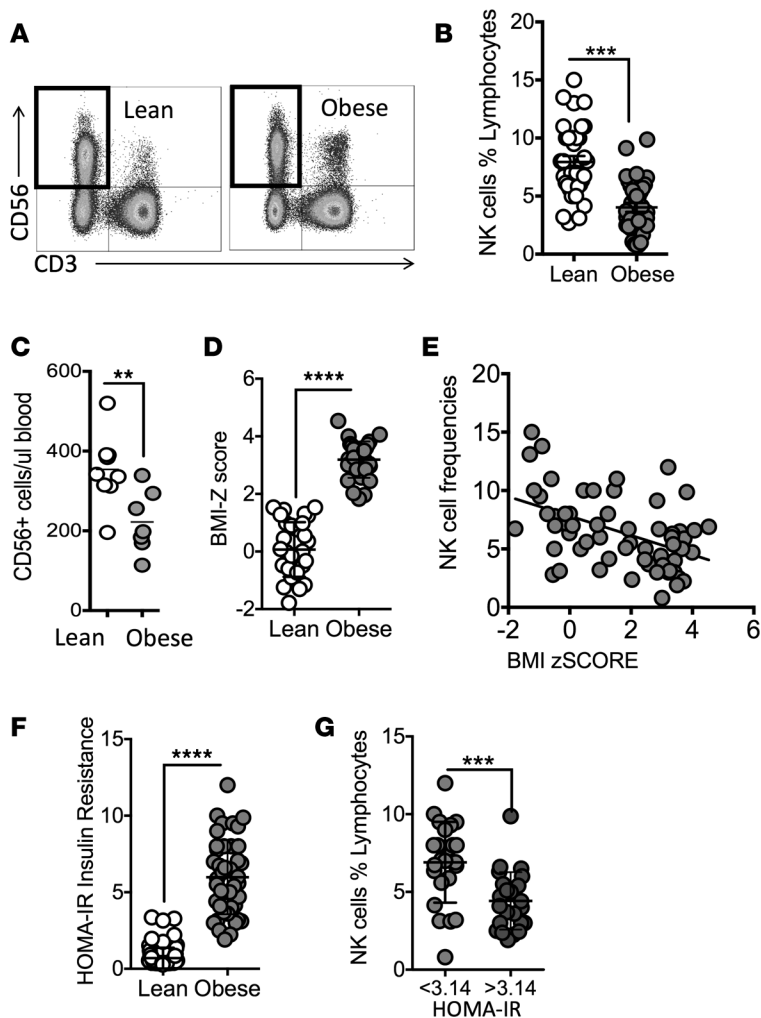 A
Lean
Obese
CD56
CD3
B
NK cells % Lymphocytes
20
15
10
5
0
***
Lean
Obese
C
CD56+ cells/ul blood
600
400
200
0
**
Lean
Obese
D
BMI-Z score
6
4
2
0
-2
****
Lean Obese
E
NK cell frequencies
20
15
10
5
0
-2
0
2
4
6
BMI zSCORE
F
HOMA-IR Insulin Resistance
15
10
5
0
****
Lean Obese
G
NK cells % Lymphocytes
15
10
5
0
***
<3.14
>3.14
HOMA-IR